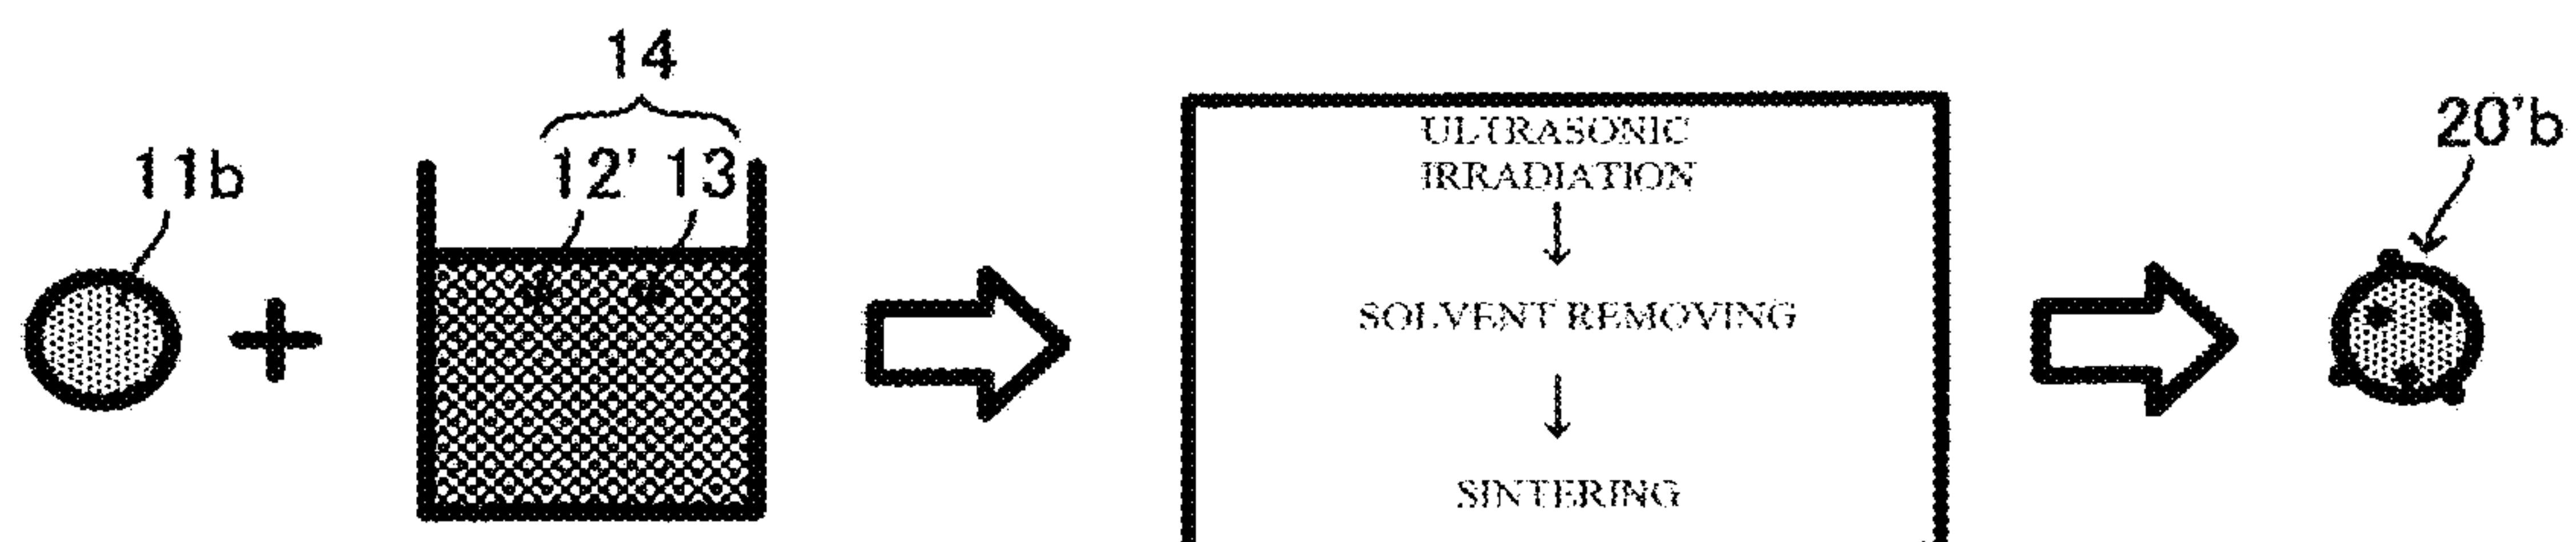 14
11b
12' 13
ULTRASONIC
IRRADIATION
SOLVENT REMOVING
SINTERING
20'b